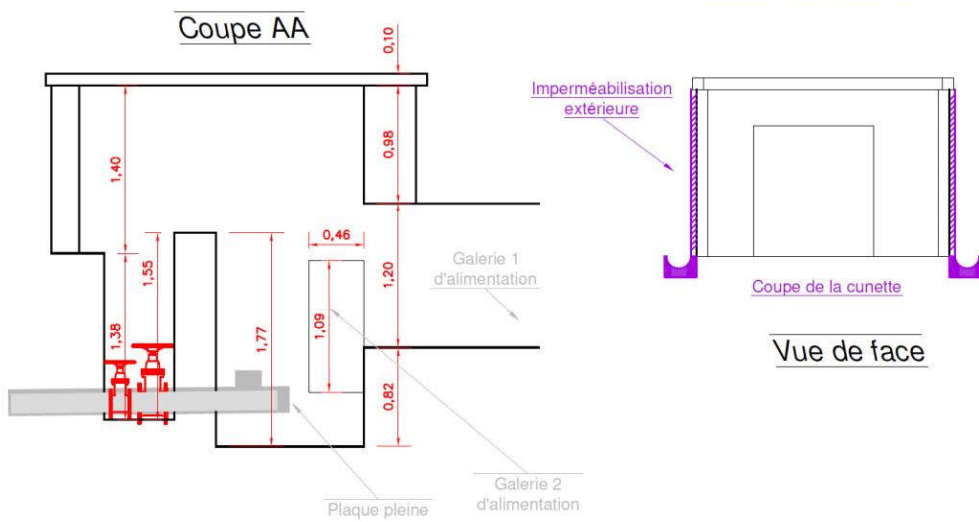 Coupe AA
0,10
Imperméabilisation
extérieure
1,40
0,98
0,46
1,55
1,20
Galerie 1
d'alimentation
1,09
1,38
1,77
Coupe de la cunette
Vue de face
0,82
Galerie 2
d'alimentation
Plaque pleine